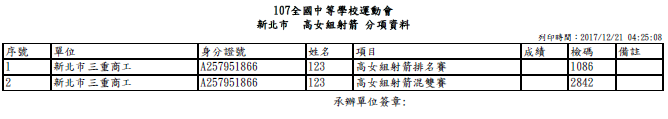 107全國中等學校運動會
新北市 高女組射箭 分項資料
列印時間：2017/12/21 04:25:08
序號 單位 身分證號 姓名 項目 成績 檢碼 備註
1 新北市三重商工 A257951866 123 高女組射箭排名賽 1086
2 新北市三重商工 A257951866 123 高女組射箭混雙賽 2842
承辦單位簽章: